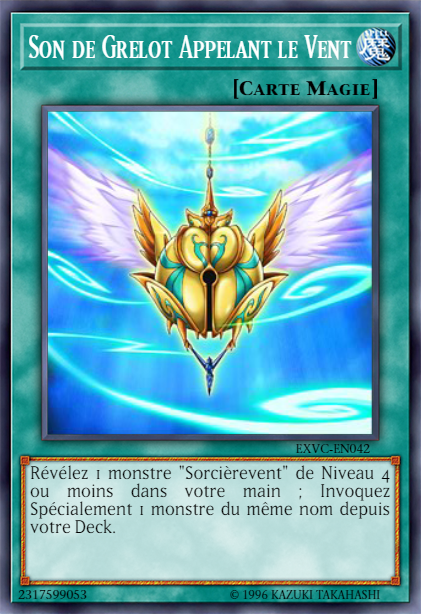 Son de Grelot Appelant le Vent 魔
[Carte Magie]
EXVC-EN042
Révélez 1 monstre "Sorcièrevent" de Niveau 4
ou moins dans votre main ; Invoquez
Spécialement 1 monstre du même nom depuis
votre Deck.
2317599053 © 1996 KAZUKI TAKAHASHI